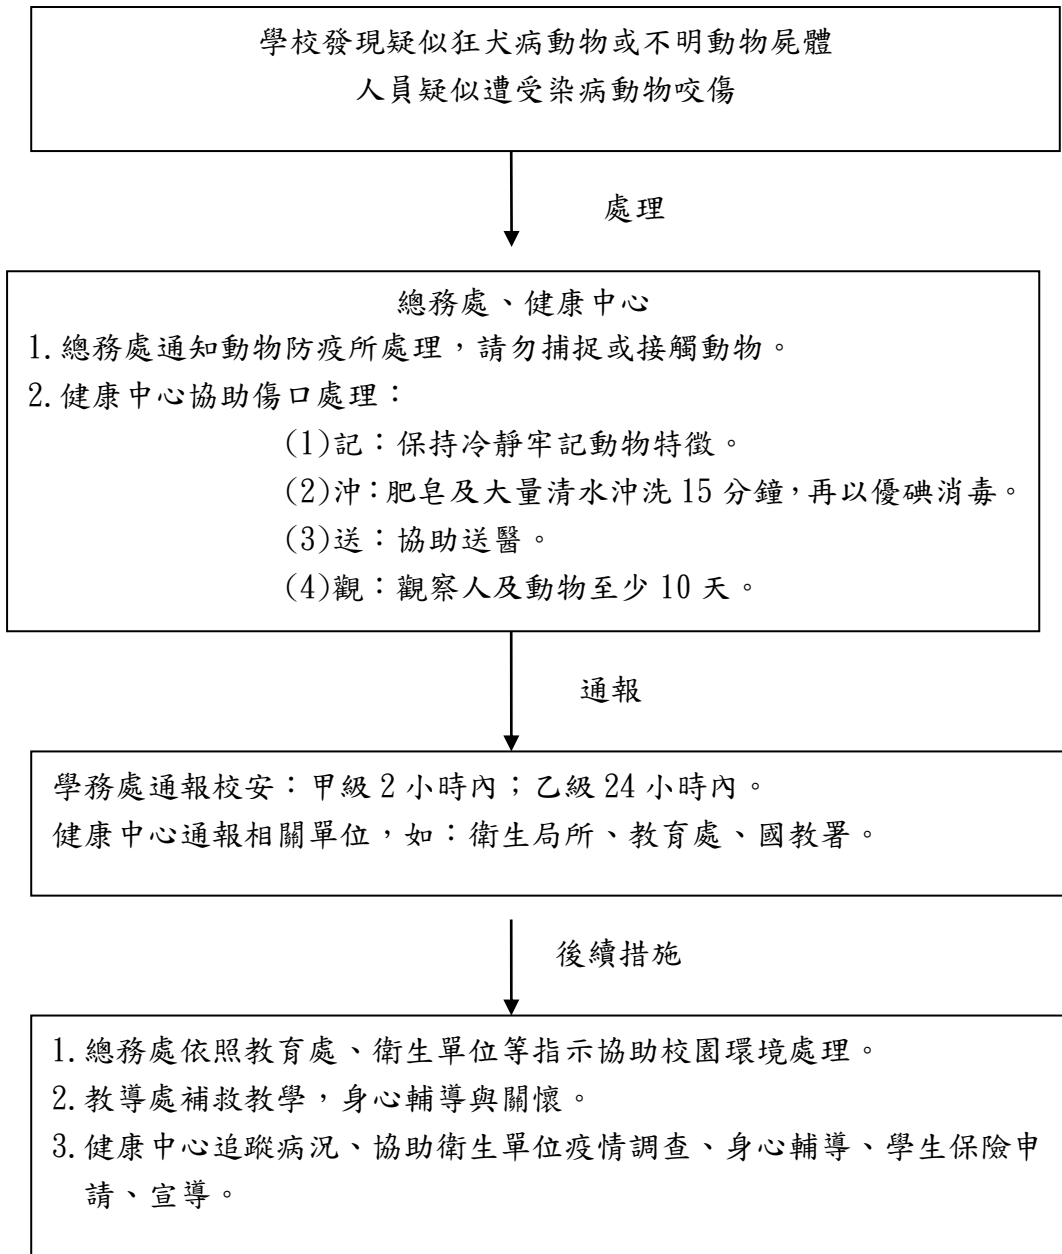 學校發現疑似狂犬病動物或不明動物屍體
人員疑似遭受染病動物咬傷
處理
總務處、健康中心
1.總務處通知動物防疫所處理，請勿捕捉或接觸動物。
2.健康中心協助傷口處理：
(1)記：保持冷靜牢記動物特徵。
(2)沖：肥皂及大量清水沖洗 15 分鐘，再以優碘消毒。
(3)送：協助送醫。
(4)觀：觀察人及動物至少 10 天。
通報
學務處通報校安：甲級 2 小時內；乙級 24 小時內。
健康中心通報相關單位，如：衛生局所、教育處、國教署。
後續措施
1.總務處依照教育處、衛生單位等指示協助校園環境處理。
2.教導處補救教學，身心輔導與關懷。
3.健康中心追蹤病況、協助衛生單位疫情調查、身心輔導、學生保險申
請、宣導。